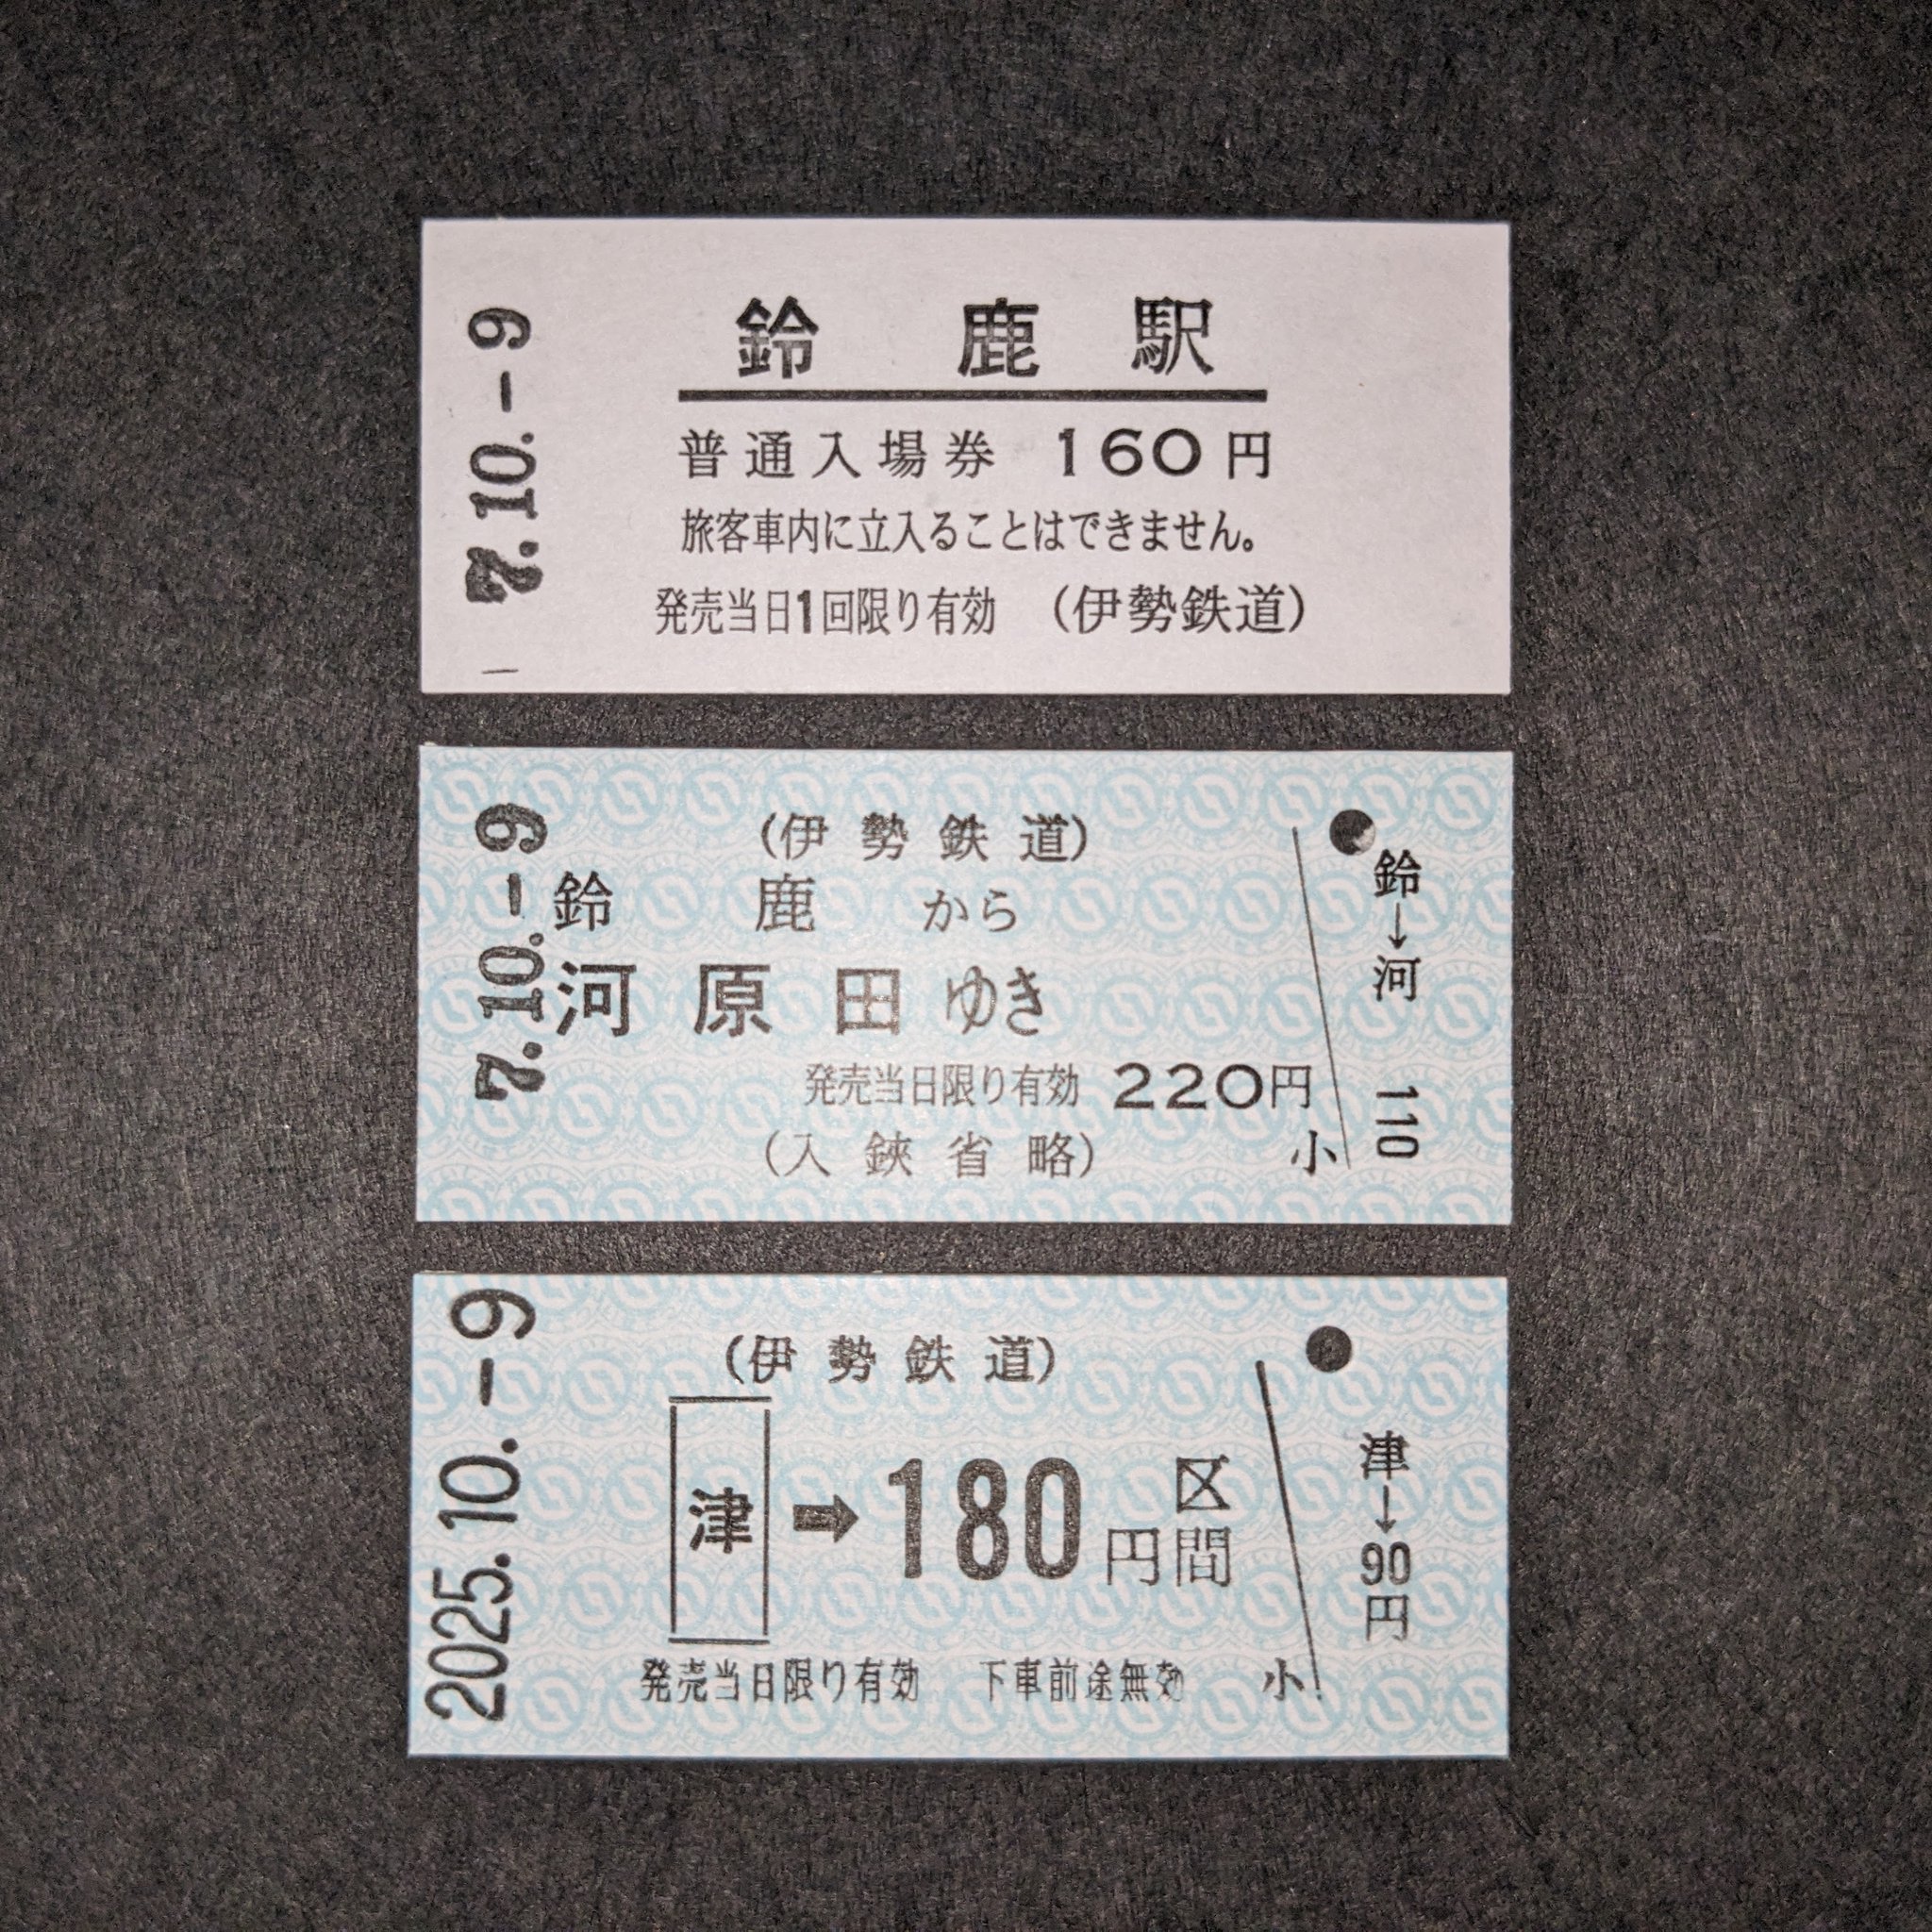 7.10.-9
鈴鹿駅
普通入場券 160円
旅客車内に立入ることはできません。
発売当日1回限り有効 (伊勢鉄道)
7.10.-9
(伊勢鉄道)
鈴鹿から
河原田ゆき
発売当日限り有効 220円
(入鋏省略) 小
鈴→河 110
2025.10.-9
(伊勢鉄道)
津→180円区間
発売当日限り有効 下車前途無効 小
津→90円